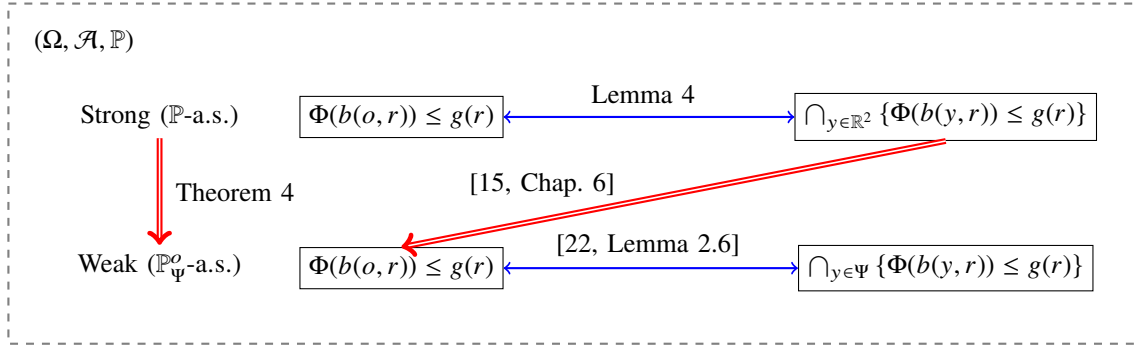 (Ω, 𝒜, ℙ)
Lemma 4
Strong (ℙ-a.s.) Φ(b(o, r)) ≤ g(r) ⋂_{y∈ℝ²} {Φ(b(y, r)) ≤ g(r)}
Theorem 4 [15, Chap. 6]
[22, Lemma 2.6]
Weak (ℙ^o_Ψ-a.s.) Φ(b(o, r)) ≤ g(r) ⋂_{y∈Ψ} {Φ(b(y, r)) ≤ g(r)}